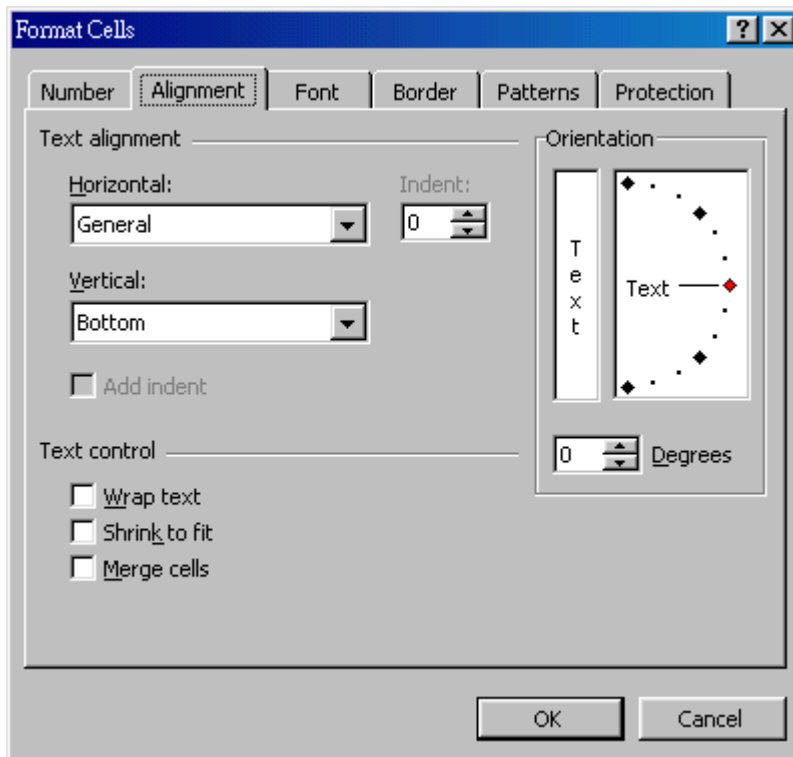 Format Cells
Number Alignment Font Border Patterns Protection
Text alignment
Horizontal: Indent:
General 0
Vertical:
Bottom
Add indent
Text control
Wrap text
Shrink to fit
Merge cells
Orientation
Text
Text
0 Degrees
OK Cancel